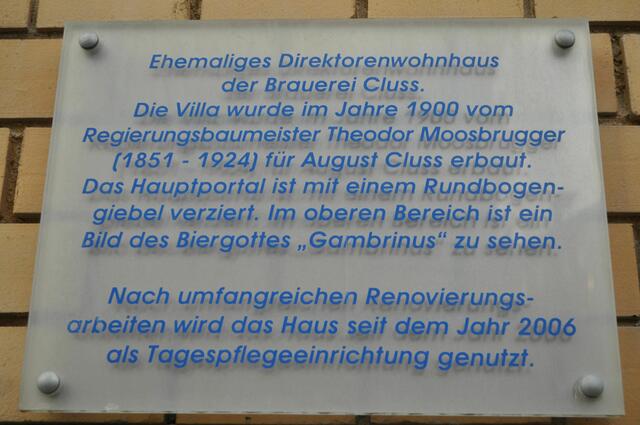 Ehemaliges Direktorenwohnhaus
der Brauerei Cluss.
Die Villa wurde im Jahre 1900 vom
Regierungsbaumeister Theodor Moosbrugger
(1851 - 1924) für August Cluss erbaut.
Das Hauptportal ist mit einem Rundbogen-
giebel verziert. Im oberen Bereich ist ein
Bild des Biergottes „Gambrinus“ zu sehen.
Nach umfangreichen Renovierungs-
arbeiten wird das Haus seit dem Jahr 2006
als Tagespflegeeinrichtung genutzt.